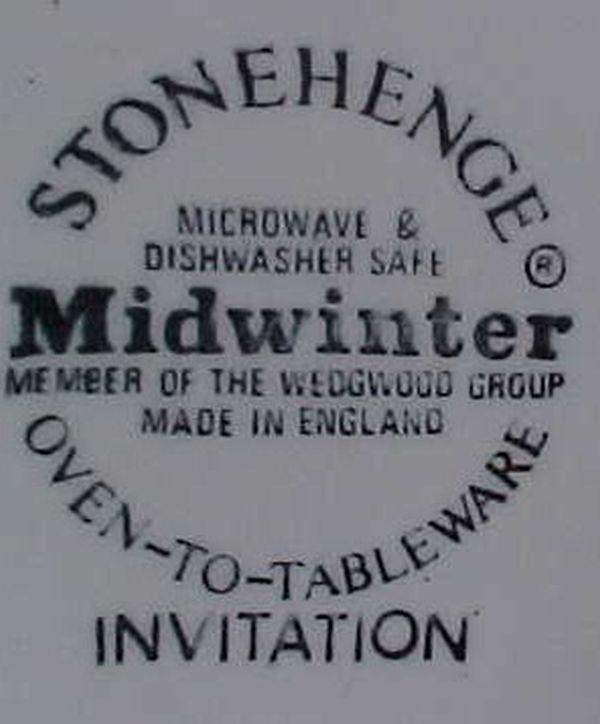 STONEHENGE®
MICROWAVE &
DISHWASHER SAFE
Midwinter
MEMBER OF THE WEDGWOOD GROUP
MADE IN ENGLAND
OVEN-TO-TABLEWARE
INVITATION